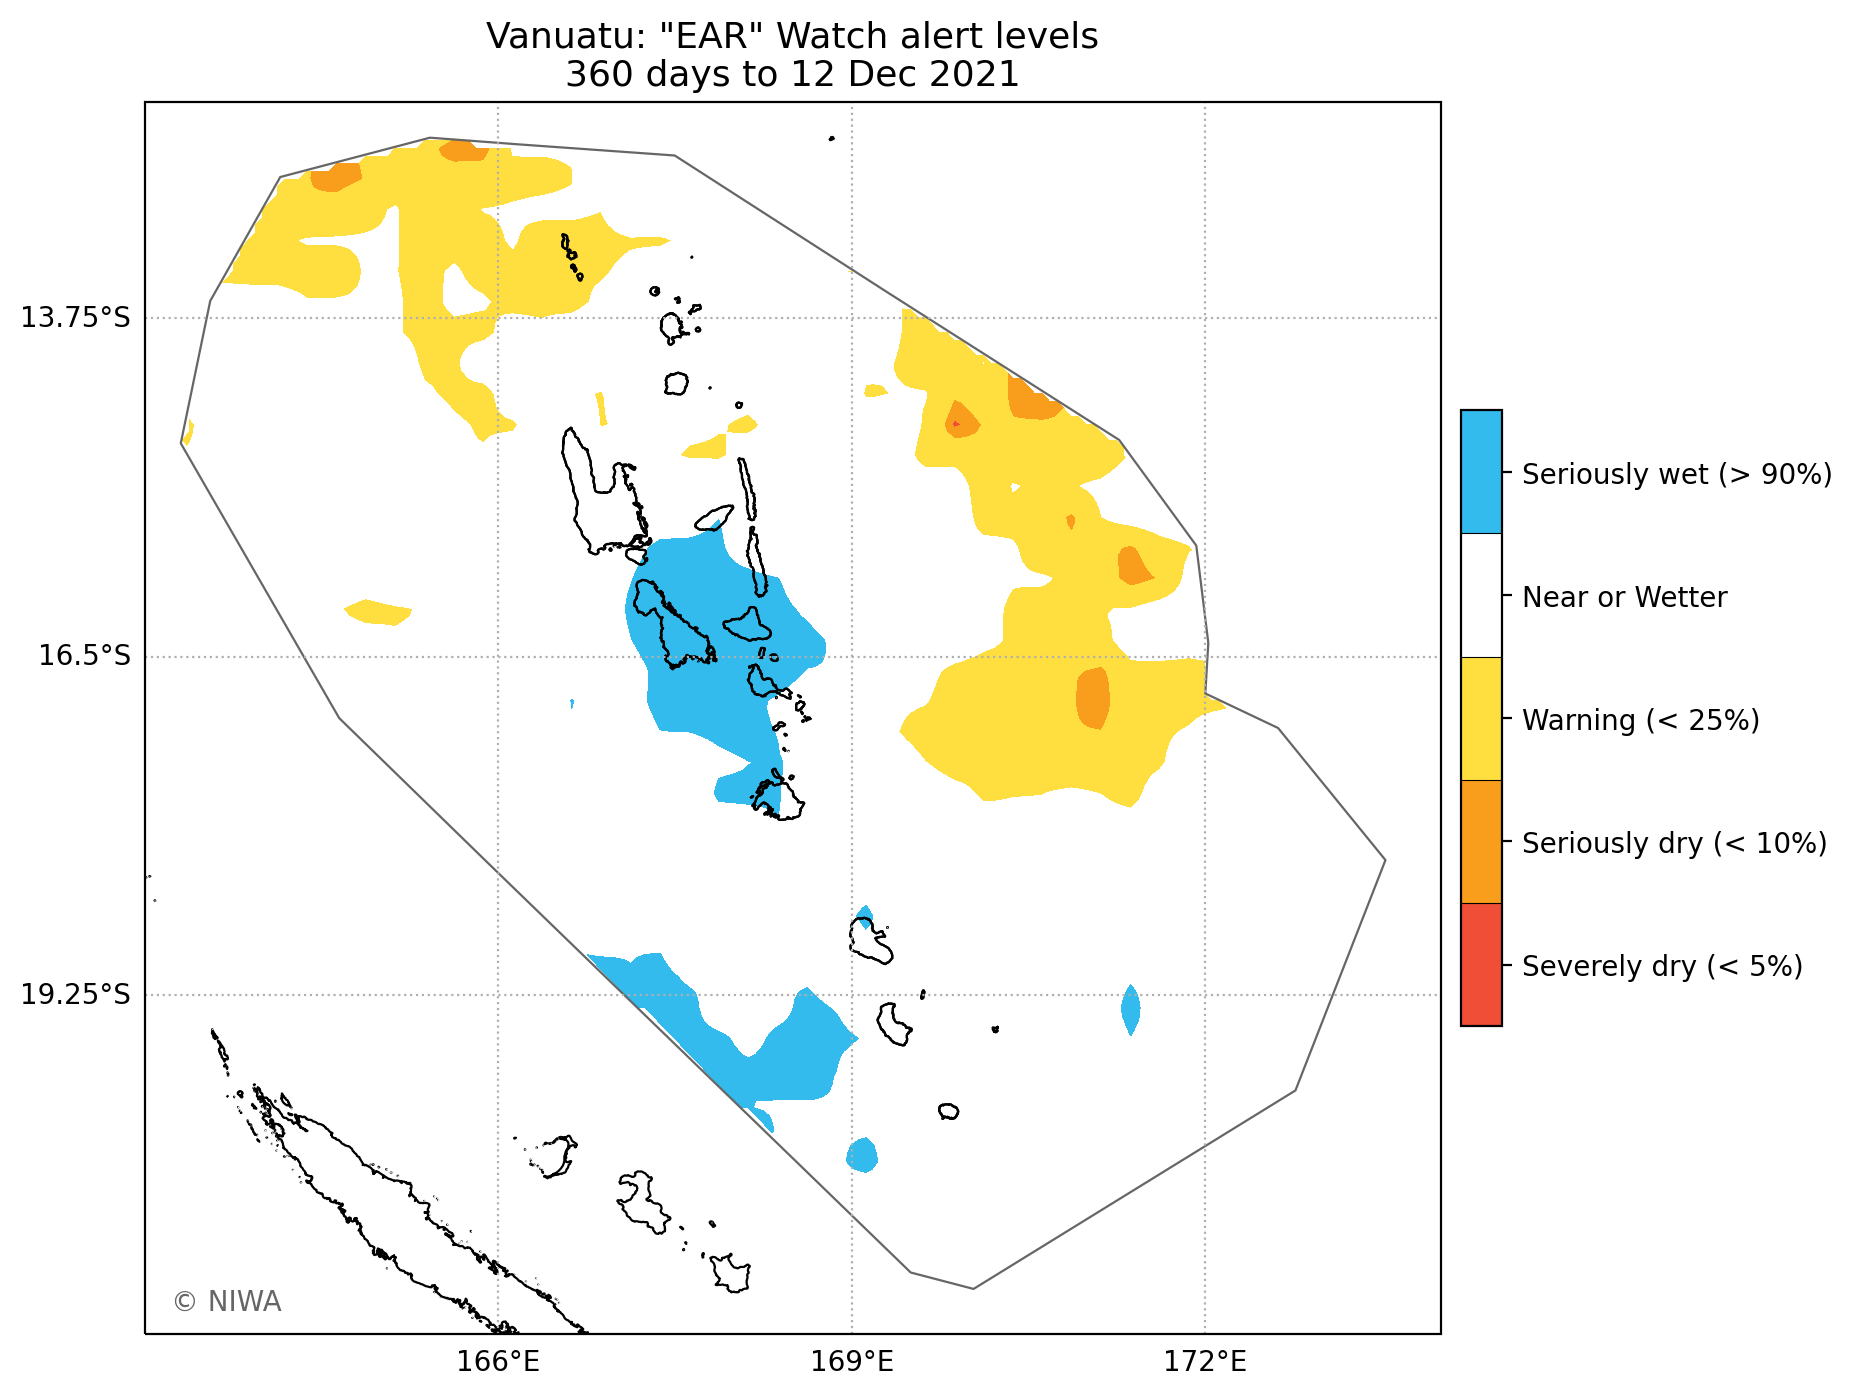 Vanuatu: "EAR" Watch alert levels
360 days to 12 Dec 2021
13.75°S
16.5°S
19.25°S
166°E
169°E
172°E
Seriously wet (> 90%)
Near or Wetter
Warning (< 25%)
Seriously dry (< 10%)
Severely dry (< 5%)
© NIWA